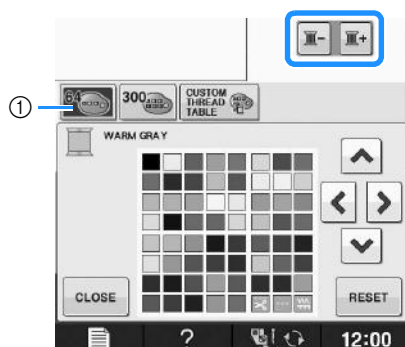 ①
64
300
CUSTOM
THREAD
TABLE
WARM GRAY
CLOSE
RESET
?
12:00